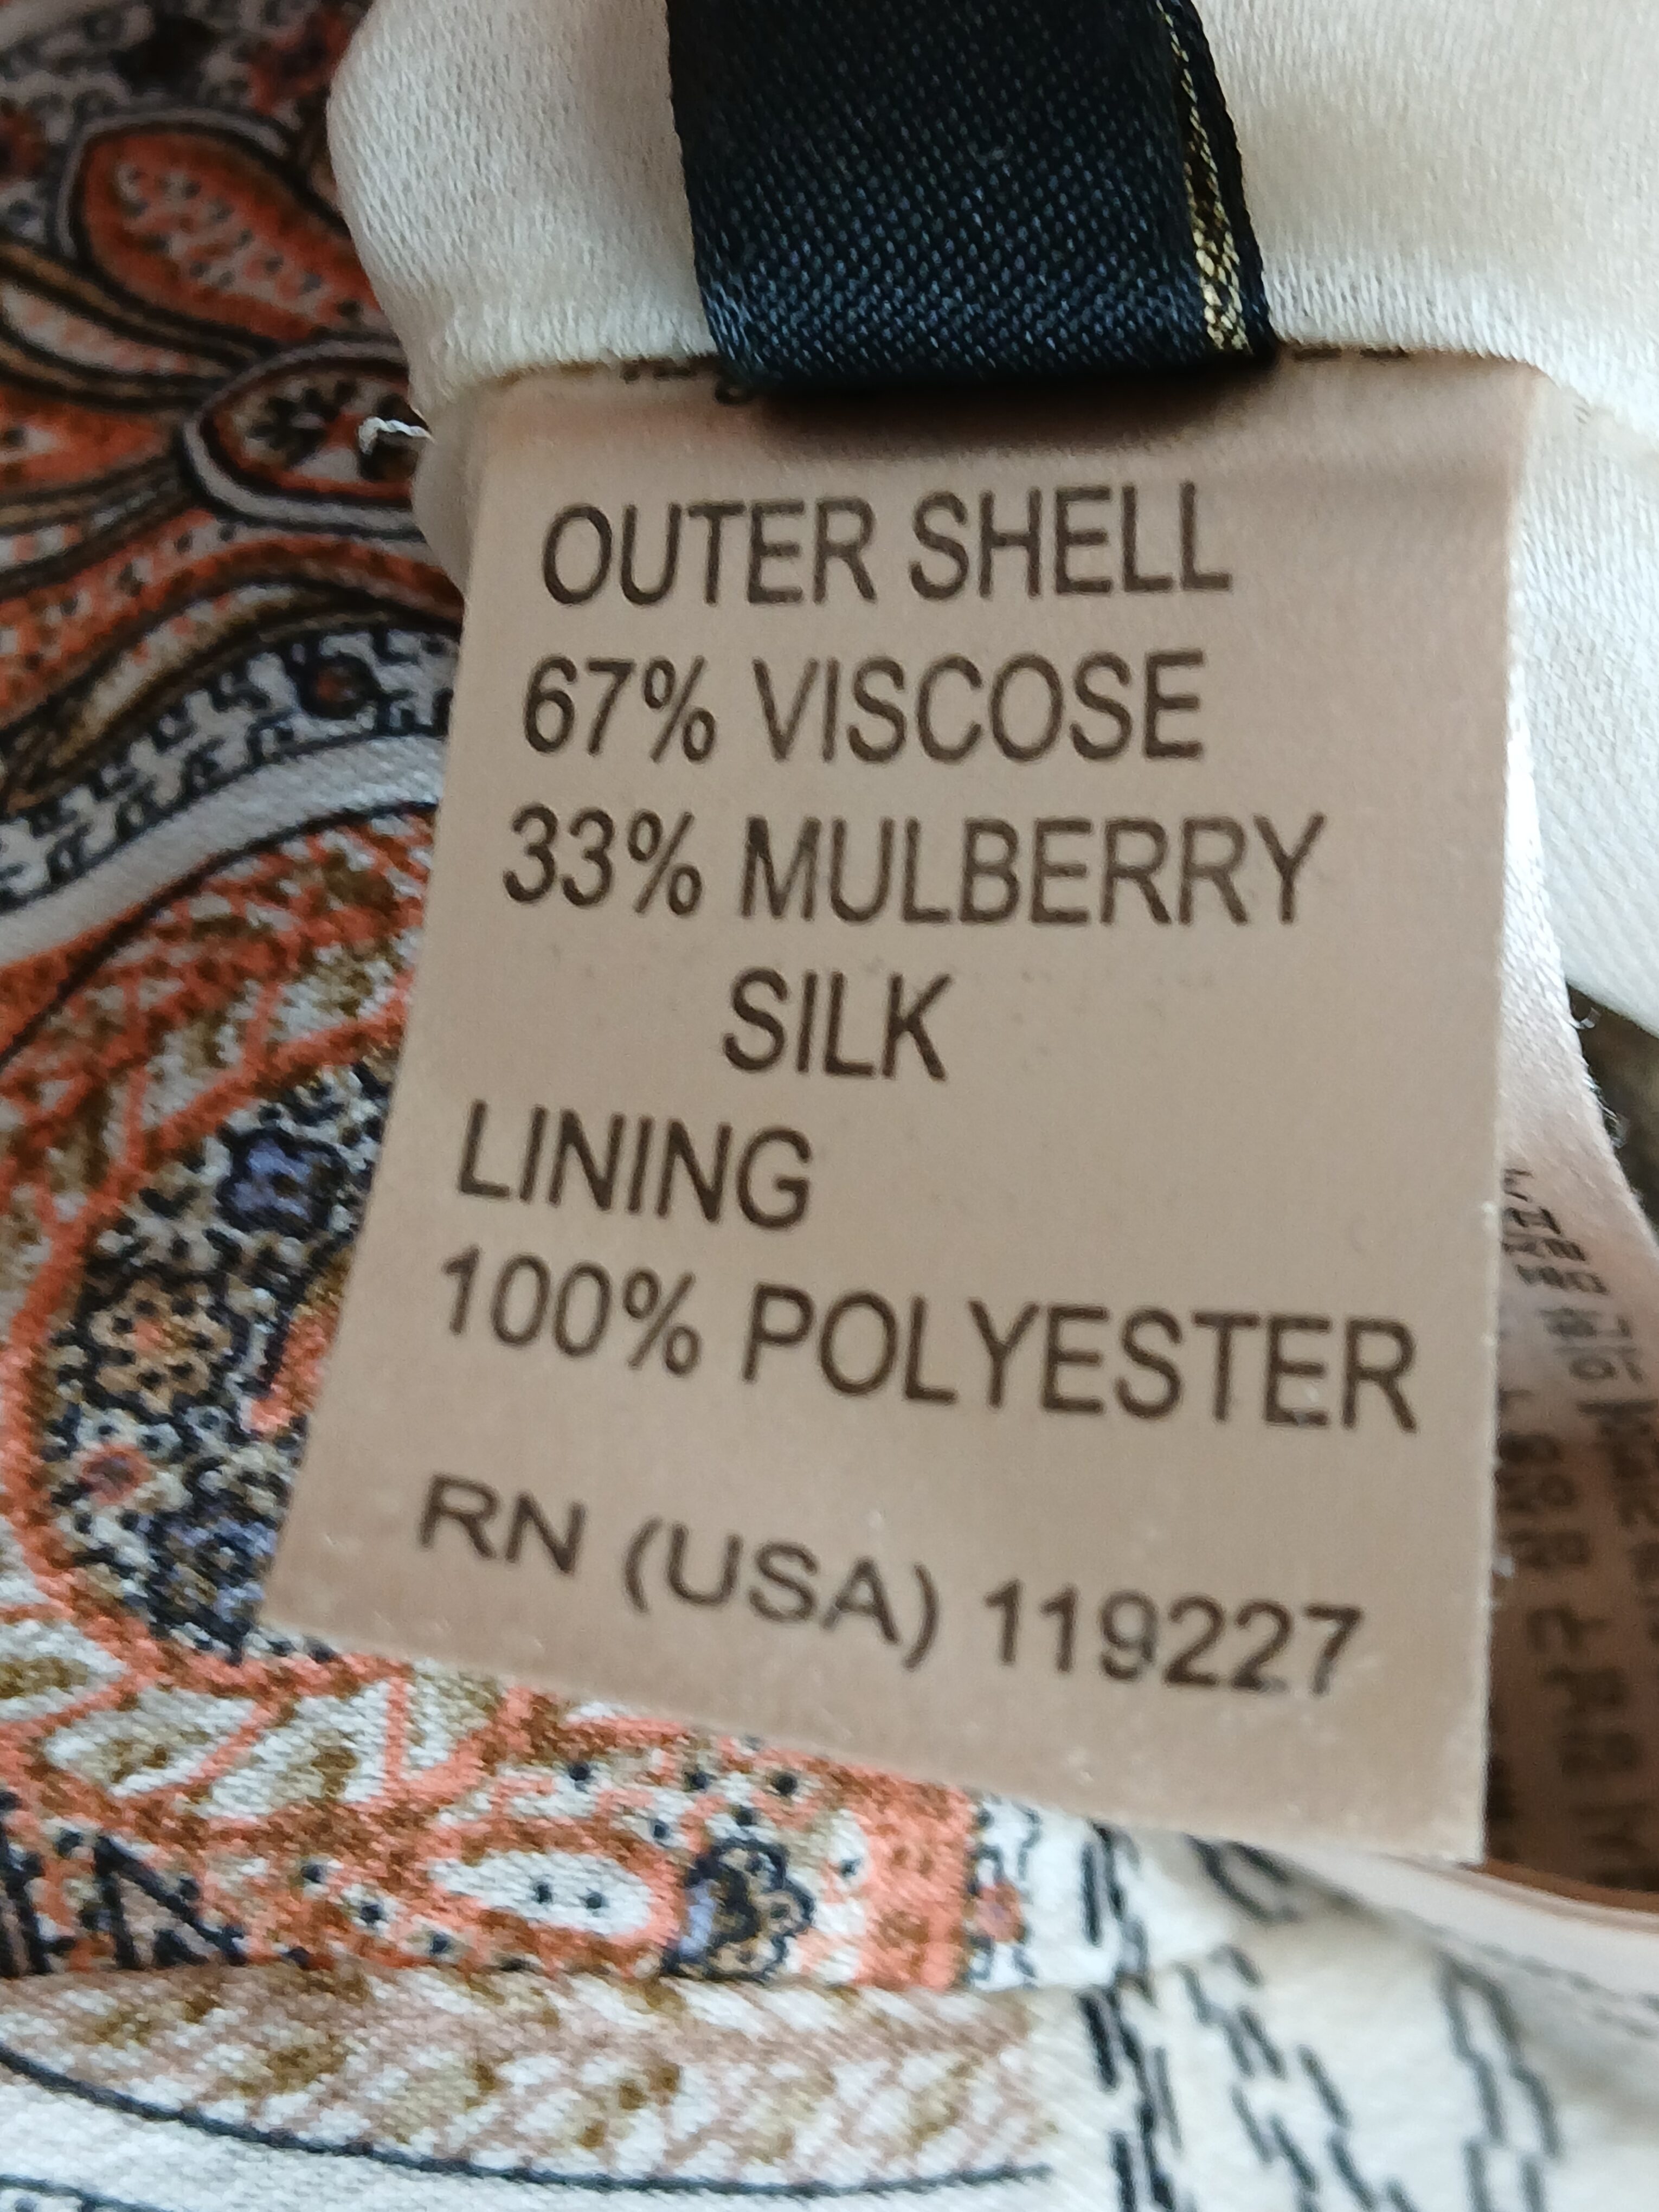 OUTER SHELL
67% VISCOSE
33% MULBERRY
SILK
LINING
100% POLYESTER
RN (USA) 119227